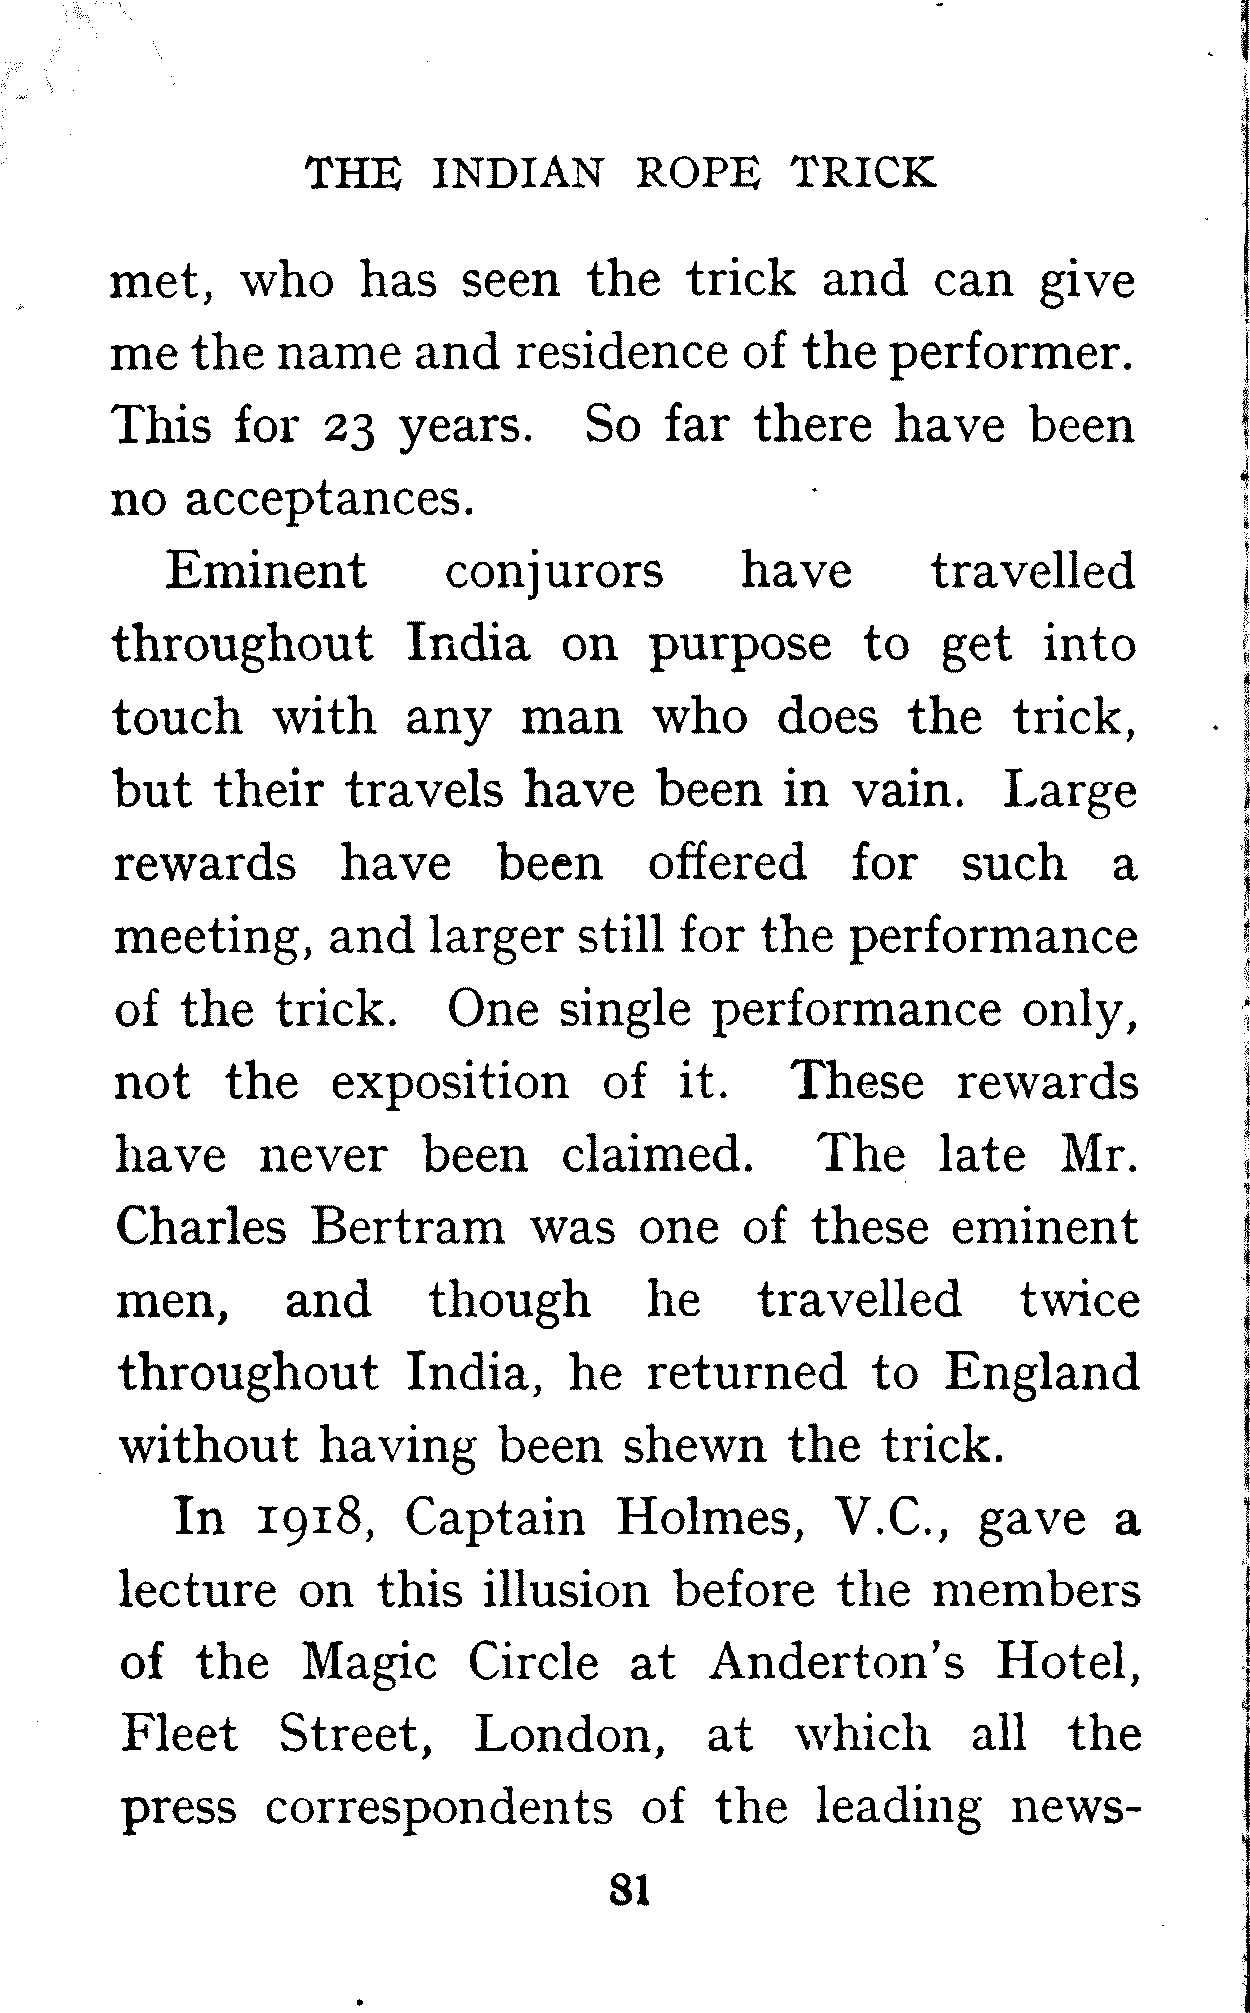 THE INDIAN ROPE TRICK
met, who has seen the trick and can give
me the name and residence of the performer.
This for 23 years. So far there have been
no acceptances.
Eminent conjurors have travelled
throughout India on purpose to get into
touch with any man who does the trick,
but their travels have been in vain. Large
rewards have been offered for such a
meeting, and larger still for the performance
of the trick. One single performance only,
not the exposition of it. These rewards
have never been claimed. The late Mr.
Charles Bertram was one of these eminent
men, and though he travelled twice
throughout India, he returned to England
without having been shewn the trick.
In 1918, Captain Holmes, V.C., gave a
lecture on this illusion before the members
of the Magic Circle at Anderton's Hotel,
Fleet Street, London, at which all the
press correspondents of the leading news-
81